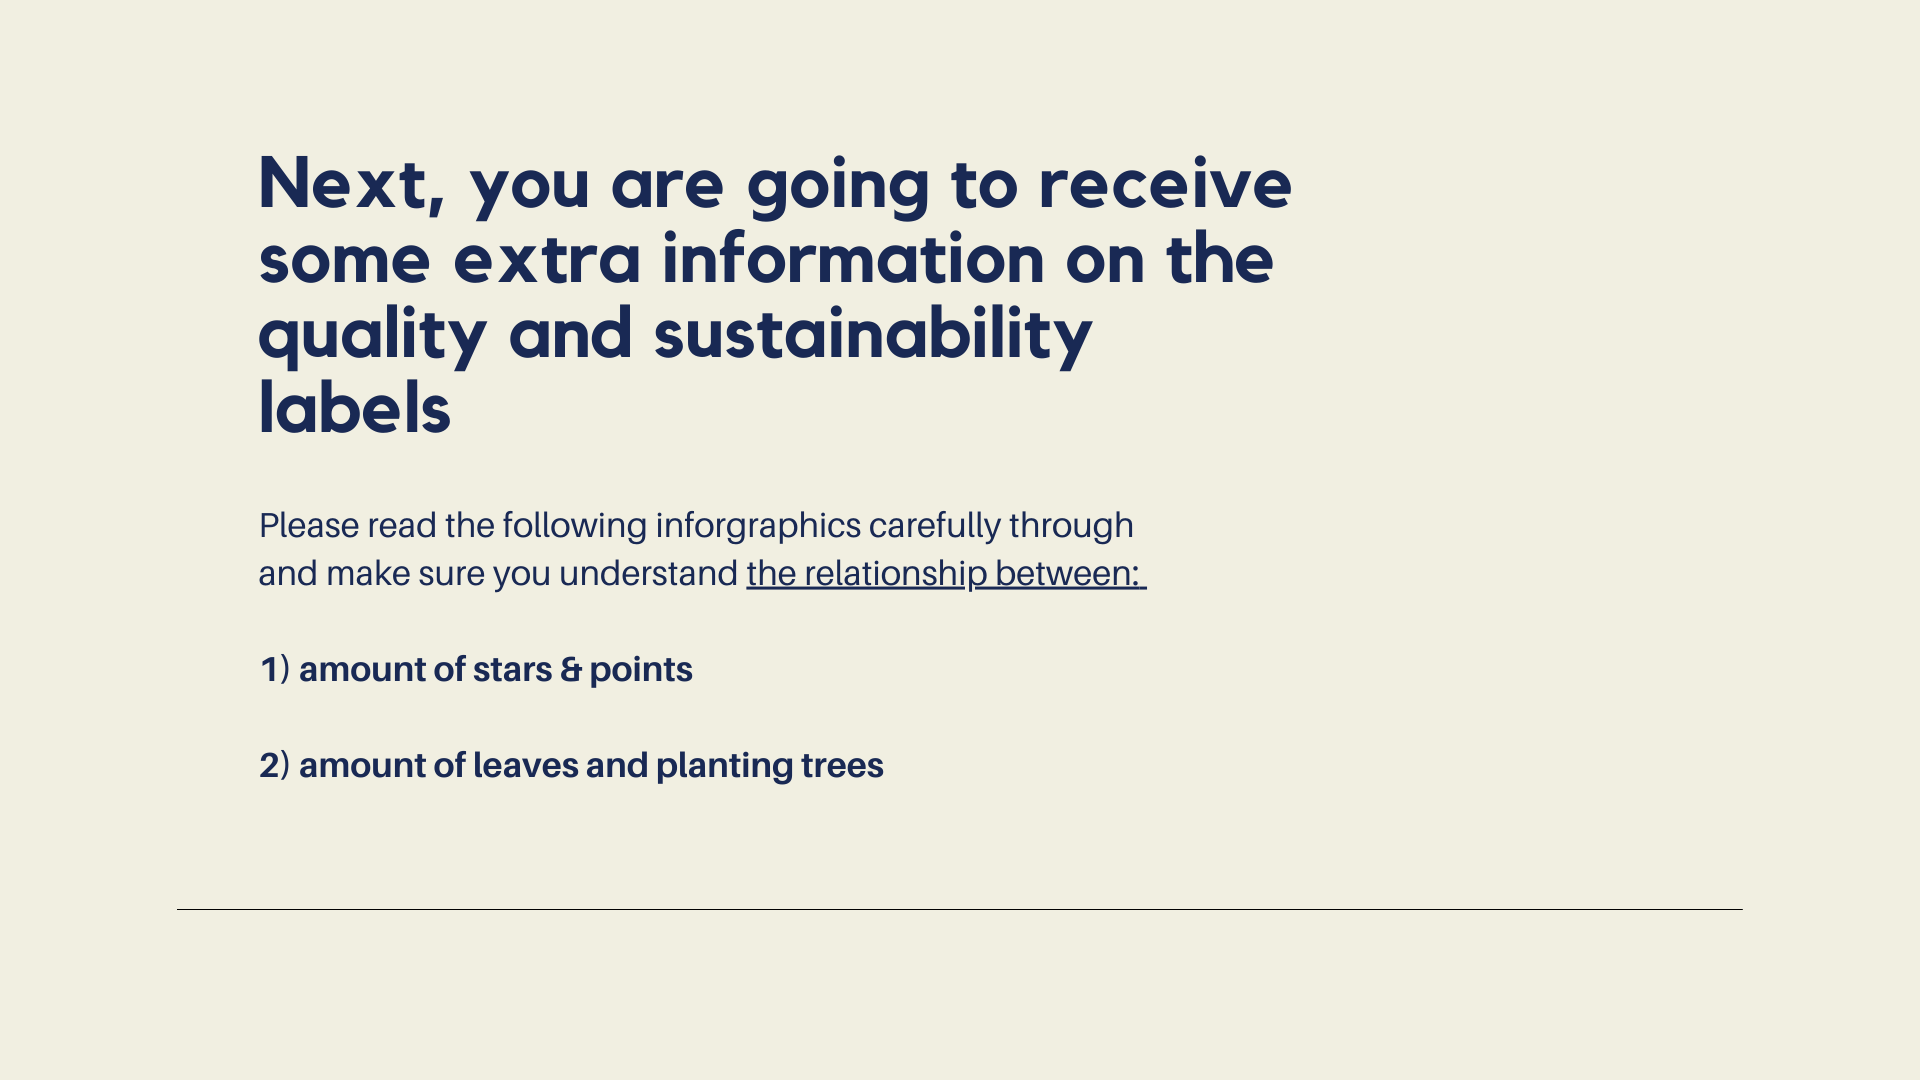 Next, you are going to receive
some extra information on the
quality and sustainability
labels
Please read the following inforgraphics carefully through
and make sure you understand the relationship between:
1) amount of stars & points
2) amount of leaves and planting trees